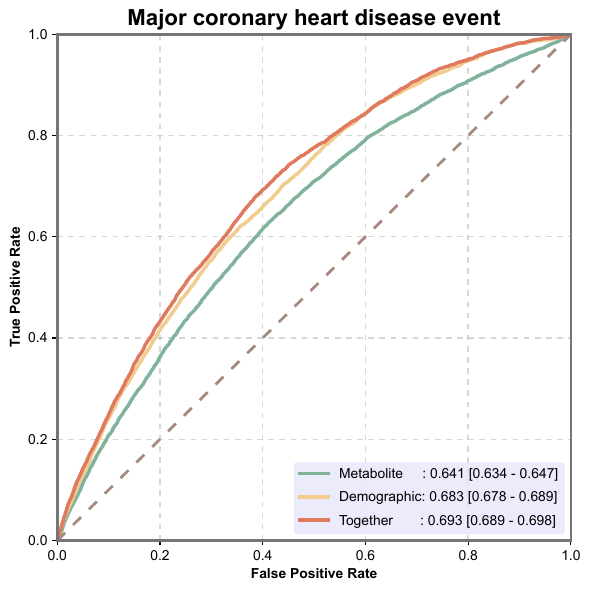 Major coronary heart disease event
1.0
0.8
0.6
0.4
0.2
0.0
True Positive Rate
Metabolite : 0.641 [0.634 - 0.647]
Demographic: 0.683 [0.678 - 0.689]
Together : 0.693 [0.689 - 0.698]
0.0 0.2 0.4 0.6 0.8 1.0
False Positive Rate